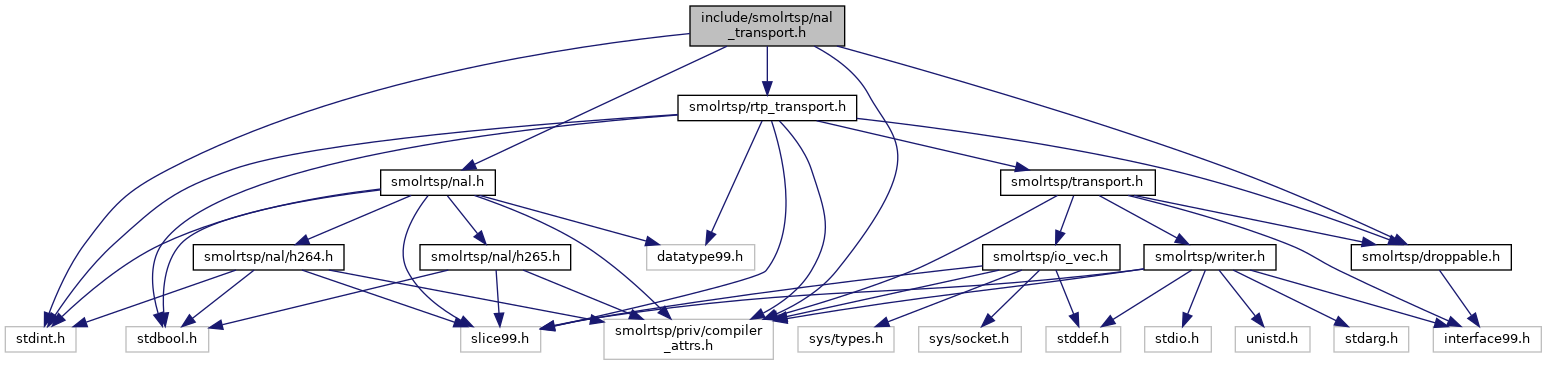 include/smolrtsp/nal
_transport.h
smolrtsp/rtp_transport.h
smolrtsp/nal.h
smolrtsp/transport.h
smolrtsp/nal/h264.h
smolrtsp/nal/h265.h
datatype99.h
smolrtsp/io_vec.h
smolrtsp/writer.h
smolrtsp/droppable.h
stdint.h
stdbool.h
slice99.h
smolrtsp/priv/compiler
_attrs.h
sys/types.h
sys/socket.h
stddef.h
stdio.h
unistd.h
stdarg.h
interface99.h